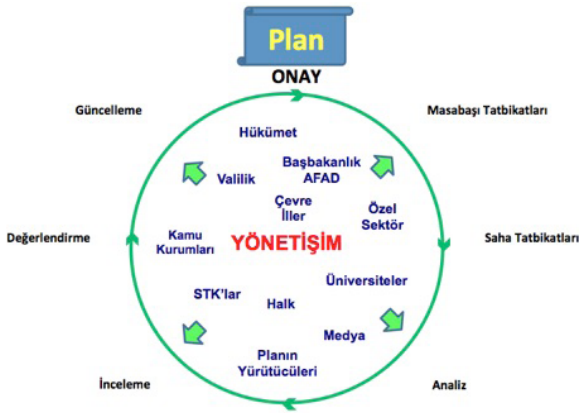 Plan
ONAY
Güncelleme
Masabaşı Tatbikatları
Hükümet
Başbakanlık
AFAD
Valilik
Çevre
İller
Özel
Sektör
Değerlendirme
Kamu
Kurumları
YÖNETİŞİM
Saha Tatbikatları
Üniversiteler
STK'lar
Halk
Medya
Planın
Yürütücüleri
İnceleme
Analiz